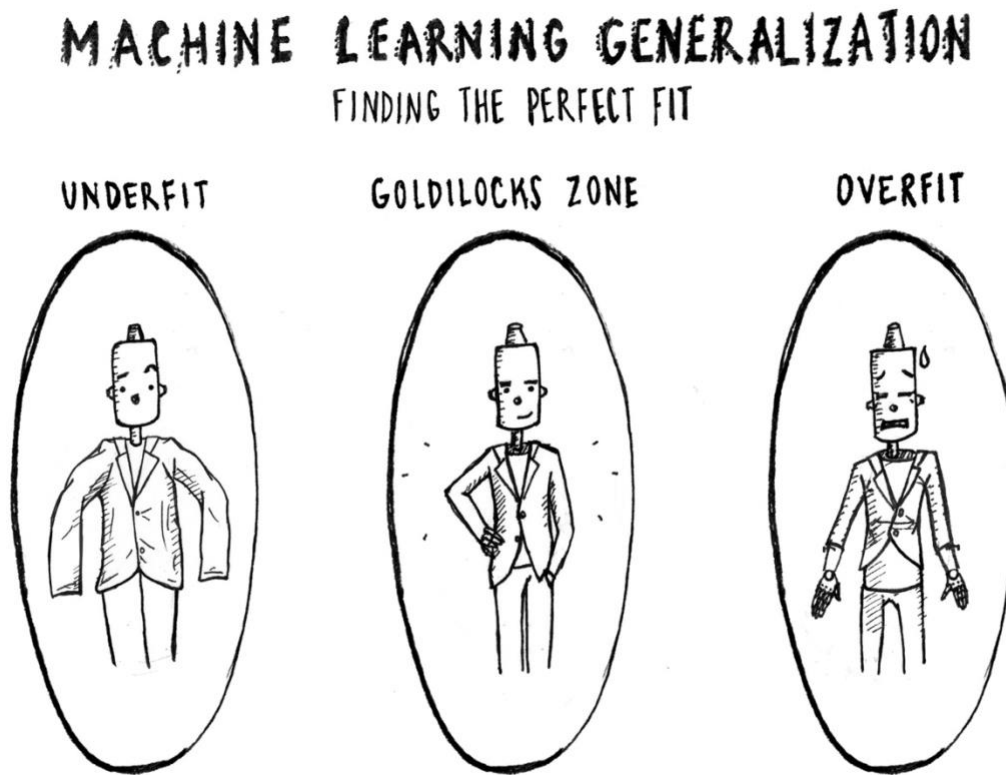 MACHINE LEARNING GENERALIZATION
FINDING THE PERFECT FIT
UNDERFIT
GOLDILOCKS ZONE
OVERFIT